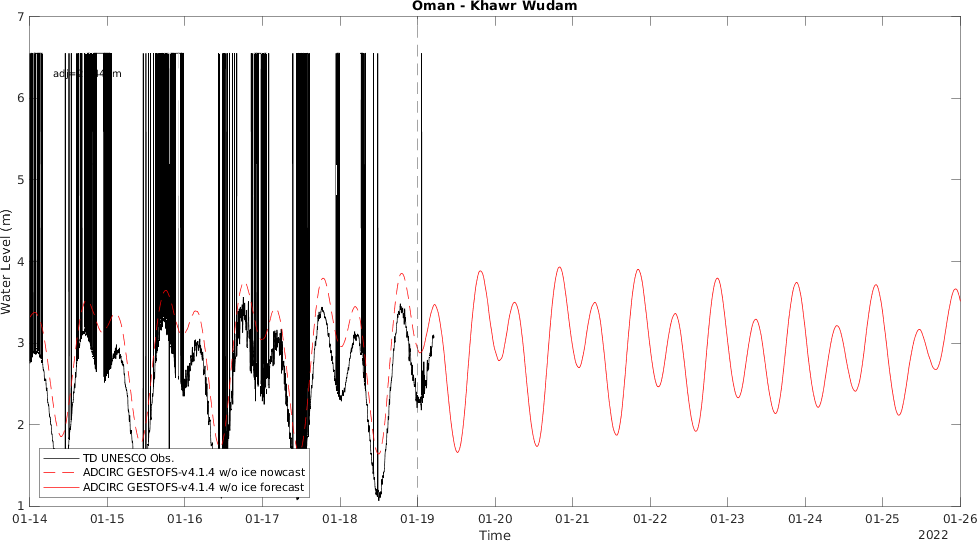 Oman - Khawr Wudam
7
6
5
4
3
2
1
Water Level (m)
TD UNESCO Obs.
ADCIRC GESTOFS-v4.1.4 w/o ice nowcast
ADCIRC GESTOFS-v4.1.4 w/o ice forecast
01-14 01-15 01-16 01-17 01-18 01-19 01-20 01-21 01-22 01-23 01-24 01-25 01-26
Time
2022